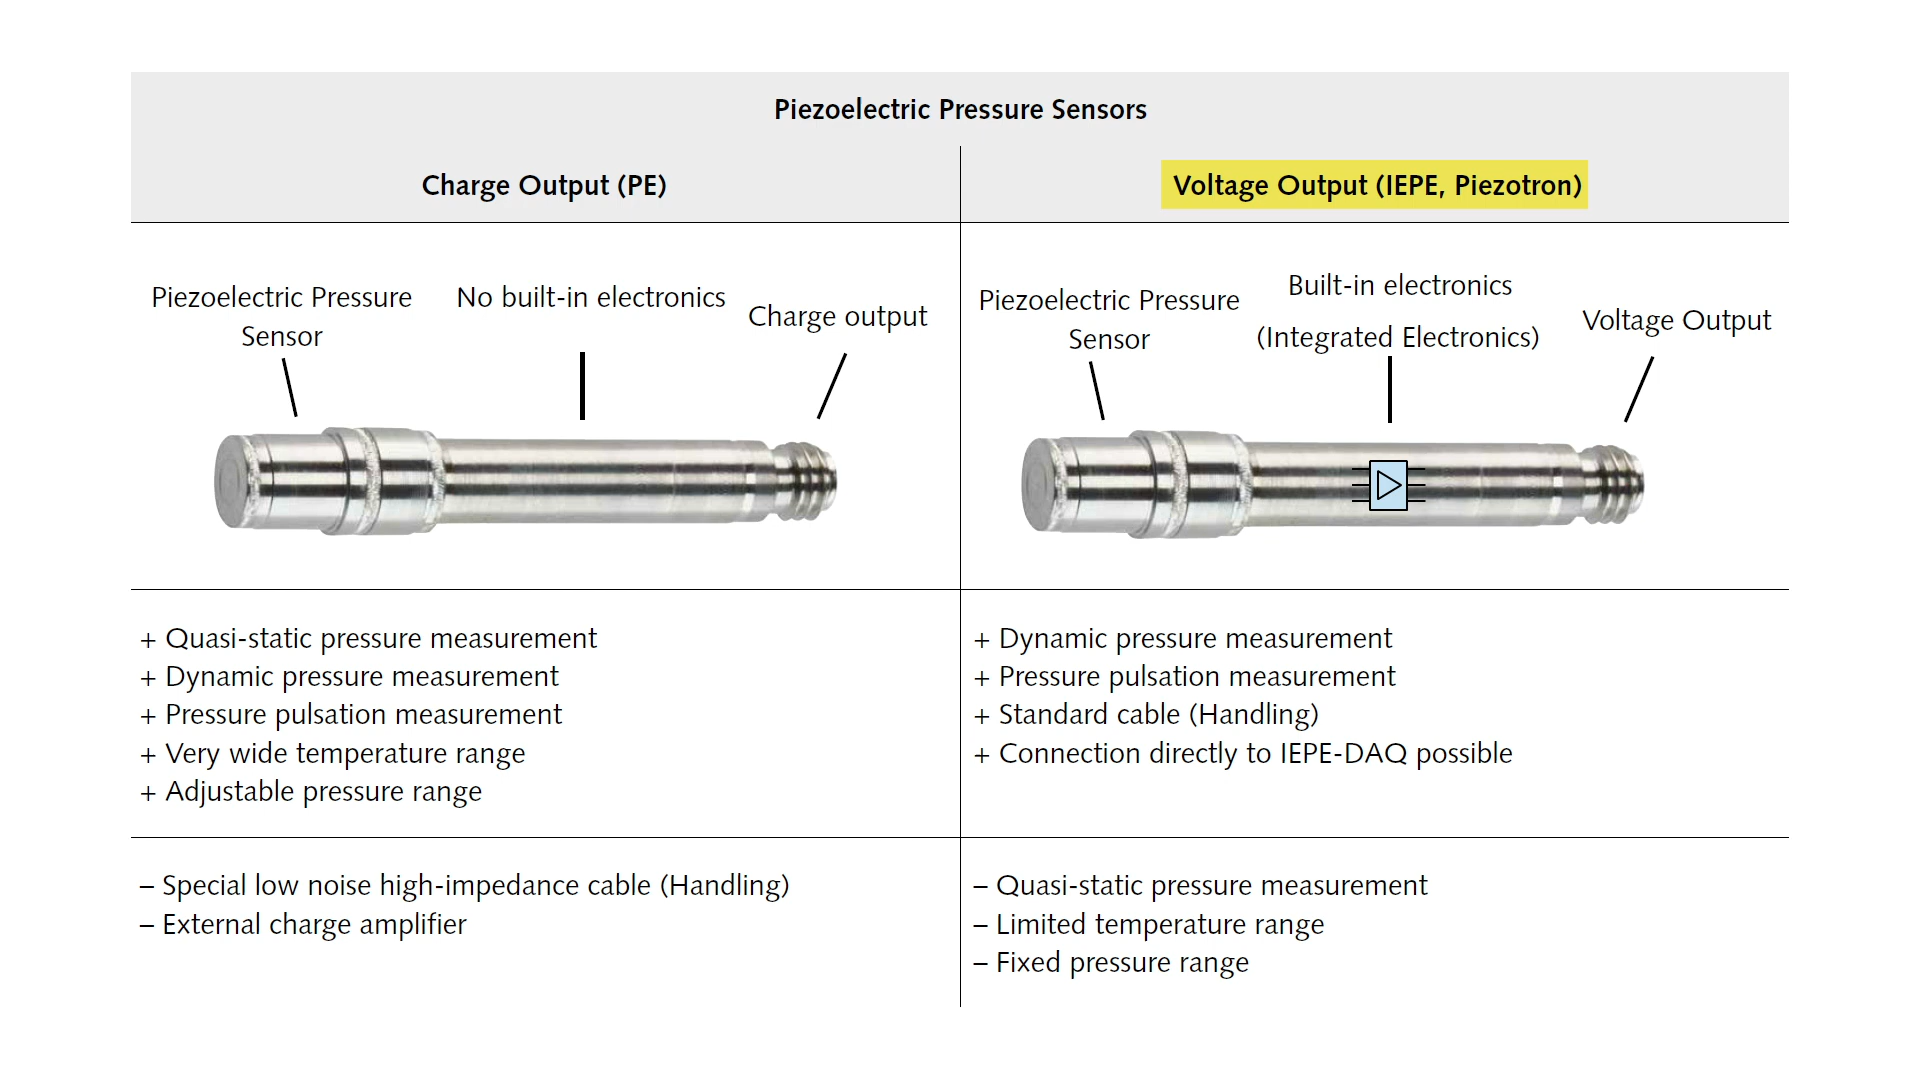 Piezoelectric Pressure Sensors
Charge Output (PE)
Voltage Output (IEPE, Piezotron)
Piezoelectric Pressure
Sensor
No built-in electronics
Charge output
Piezoelectric Pressure
Sensor
Built-in electronics
(Integrated Electronics)
Voltage Output
+ Quasi-static pressure measurement
+ Dynamic pressure measurement
+ Pressure pulsation measurement
+ Very wide temperature range
+ Adjustable pressure range
+ Dynamic pressure measurement
+ Pressure pulsation measurement
+ Standard cable (Handling)
+ Connection directly to IEPE-DAQ possible
– Special low noise high-impedance cable (Handling)
– External charge amplifier
– Quasi-static pressure measurement
– Limited temperature range
– Fixed pressure range